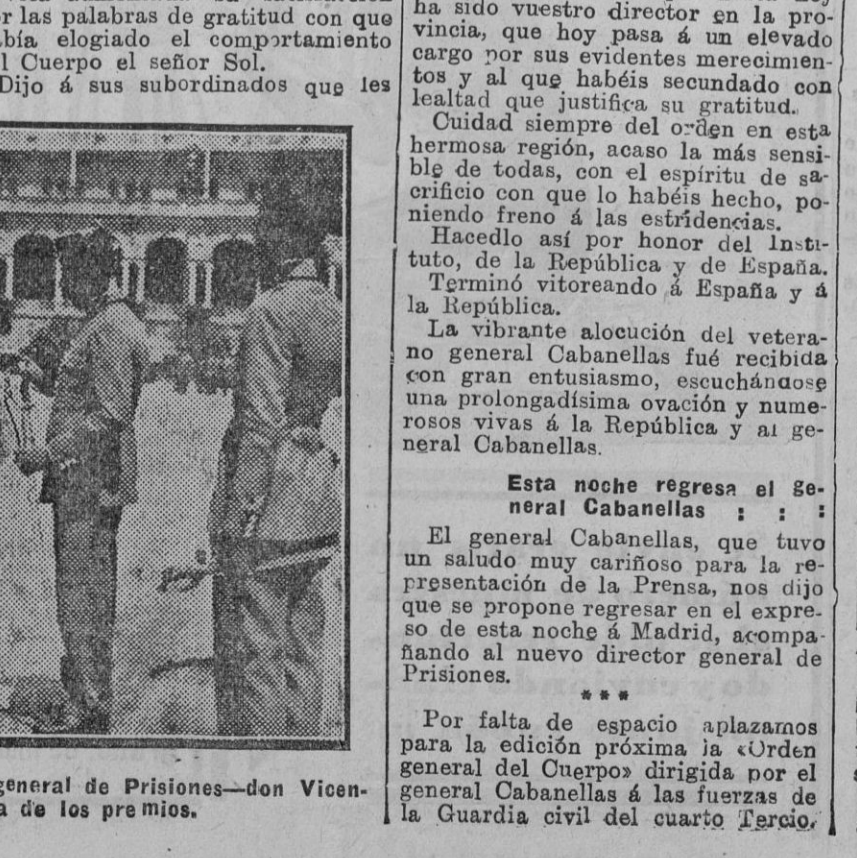 r las palabras de gratitud con que
bía elogiado el comportamiento
l Cuerpo el señor Sol.
Dijo á sus subordinados que les
general de Prisiones—don Vicen-
a de los premios.
ha sido vuestro director en la pro-
vincia, que hoy pasa á un elevado
cargo por sus evidentes merecimien-
tos y al que habéis secundado con
lealtad que justifica su gratitud.
Cuidad siempre del orden en esta
hermosa región, acaso la más sensi-
ble de todas, con el espíritu de sa-
crificio con que lo habéis hecho, po-
niendo freno á las estridencias.
Hacedlo así por honor del Insti-
tuto, de la República y de España.
Terminó vitoreando á España y á
la República.
La vibrante alocución del vetera-
no general Cabanellas fué recibida
con gran entusiasmo, escuchándose
una prolongadísima ovación y nume-
rosos vivas á la República y al ge-
neral Cabanellas.
Esta noche regresa el ge-
neral Cabanellas : : :
El general Cabanellas, que tuvo
un saludo muy cariñoso para la re-
presentación de la Prensa, nos dijo
que se propone regresar en el expre-
so de esta noche á Madrid, acompa-
ñando al nuevo director general de
Prisiones.
* * *
Por falta de espacio aplazamos
para la edición próxima la «Orden
general del Cuerpo» dirigida por el
general Cabanellas á las fuerzas de
la Guardia civil del cuarto Tercio.